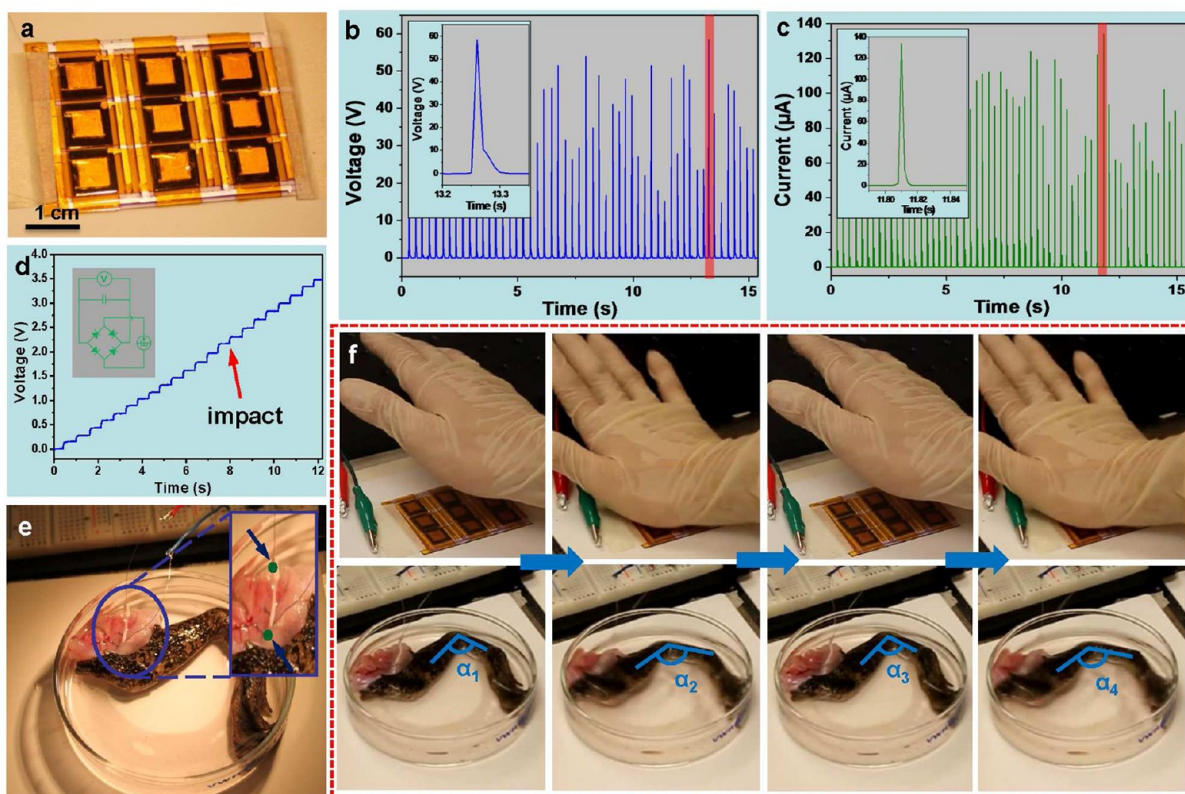 a
1 cm
b
Voltage (V)
60
50
40
30
20
10
0
0
5
10
15
Time (s)
Voltage (V)
60
50
40
30
20
10
0
13.2
13.3
Time (s)
c
Current (µA)
140
120
100
80
60
40
20
0
0
5
10
15
Time (s)
Current (µA)
140
120
100
80
60
40
20
0
11.80
11.82
11.84
Time (s)
d
Voltage (V)
4.0
3.5
3.0
2.5
2.0
1.5
1.0
0.5
0.0
0
2
4
6
8
10
12
Time (s)
V
impact
e
f
α1
α2
α3
α4